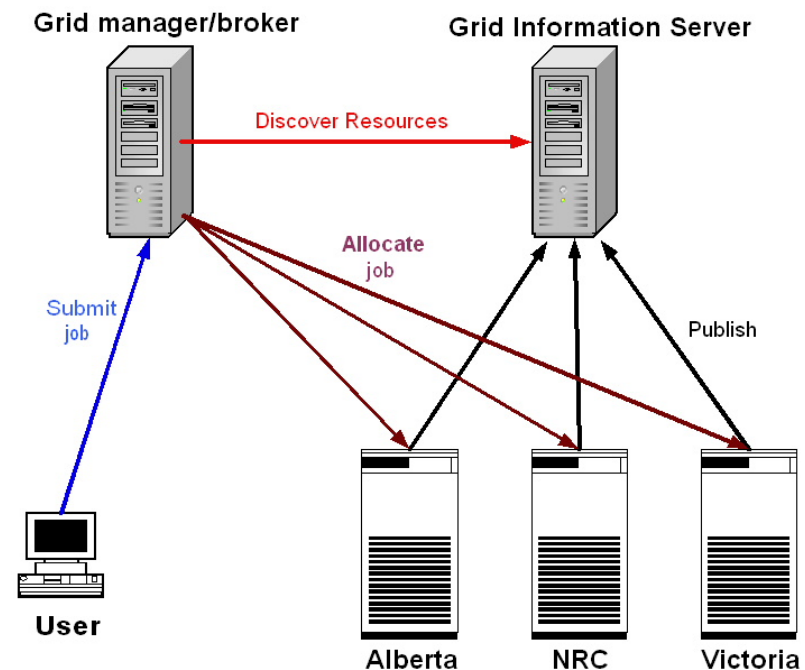 Grid manager/broker
Grid Information Server
Discover Resources
Allocate
job
Submit
job
Publish
User
Alberta
NRC
Victoria